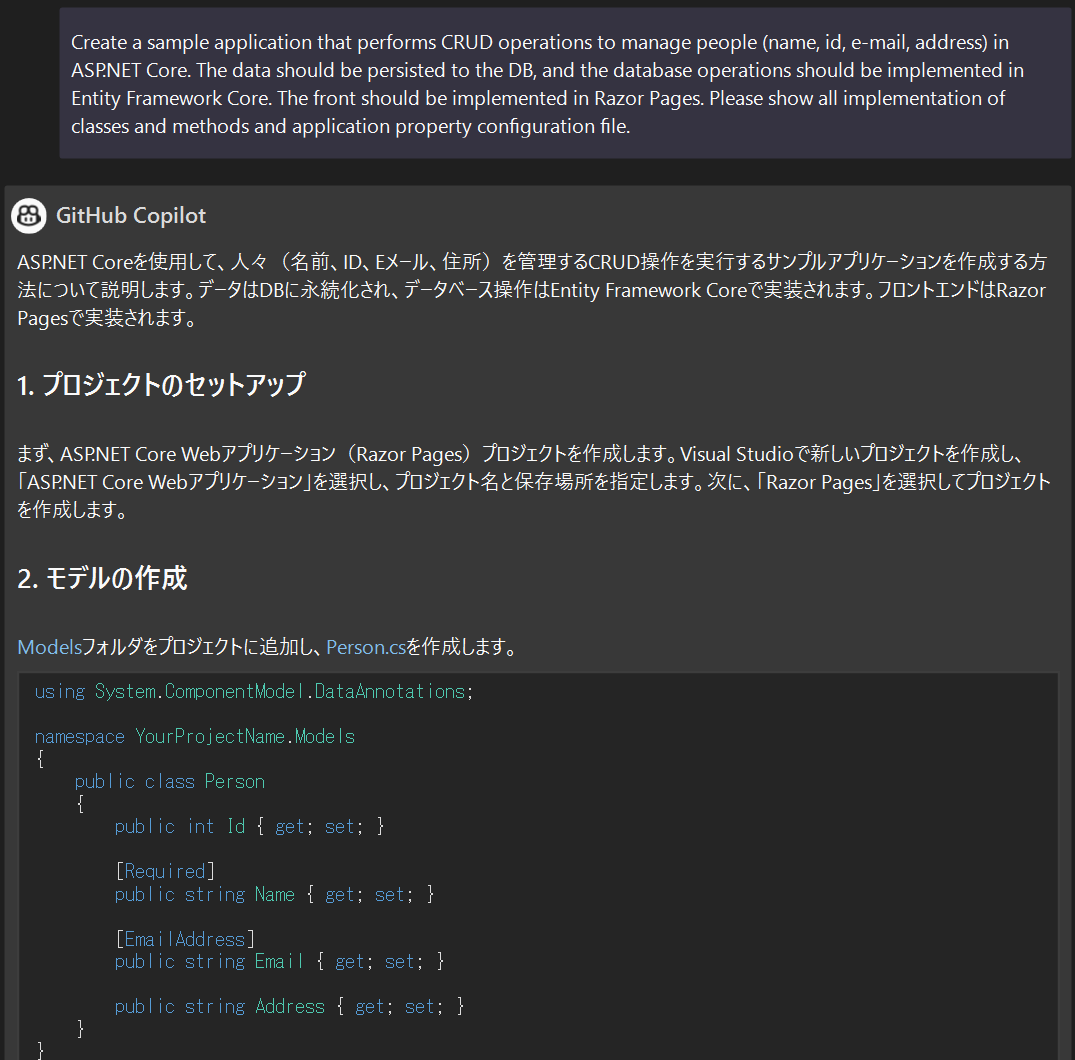 Create a sample application that performs CRUD operations to manage people (name, id, e-mail, address) in
ASP.NET Core. The data should be persisted to the DB, and the database operations should be implemented in
Entity Framework Core. The front should be implemented in Razor Pages. Please show all implementation of
classes and methods and application property configuration file.
GitHub Copilot
ASP.NET Coreを使用して、人々（名前、ID、Eメール、住所）を管理するCRUD操作を実行するサンプルアプリケーションを作成する方
法について説明します。データはDBに永続化され、データベース操作はEntity Framework Coreで実装されます。フロントエンドはRazor
Pagesで実装されます。
1. プロジェクトのセットアップ
まず、ASP.NET Core Webアプリケーション（Razor Pages）プロジェクトを作成します。Visual Studioで新しいプロジェクトを作成し、
「ASP.NET Core Webアプリケーション」を選択し、プロジェクト名と保存場所を指定します。次に、「Razor Pages」を選択してプロジェクト
を作成します。
2. モデルの作成
Modelsフォルダをプロジェクトに追加し、Person.csを作成します。
using System.ComponentModel.DataAnnotations;
namespace YourProjectName.Models
{
    public class Person
    {
        public int Id { get; set; }
        [Required]
        public string Name { get; set; }
        [EmailAddress]
        public string Email { get; set; }
        public string Address { get; set; }
    }
}